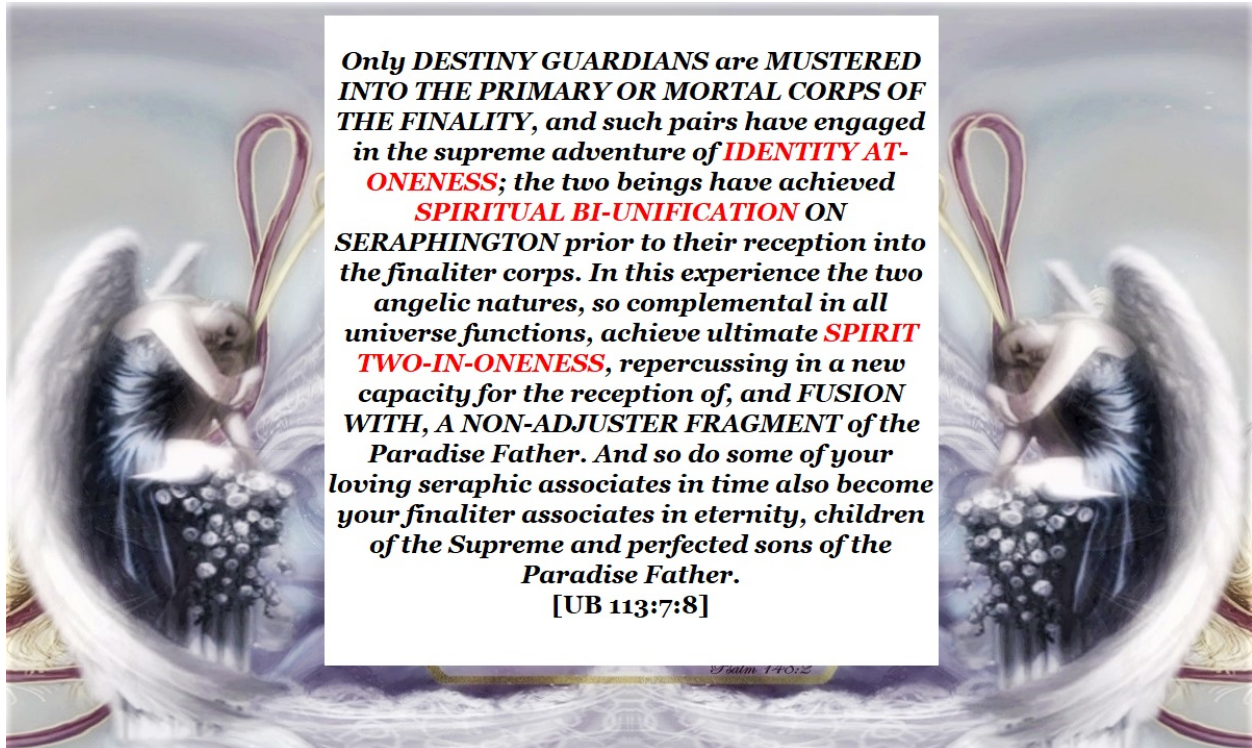 Only DESTINY GUARDIANS are MUSTERED
INTO THE PRIMARY OR MORTAL CORPS OF
THE FINALITY, and such pairs have engaged
in the supreme adventure of IDENTITY AT-
ONENESS; the two beings have achieved
SPIRITUAL BI-UNIFICATION ON
SERAPHINGTON prior to their reception into
the finaliter corps. In this experience the two
angelic natures, so complemental in all
universe functions, achieve ultimate SPIRIT
TWO-IN-ONENESS, repercussing in a new
capacity for the reception of, and FUSION
WITH, A NON-ADJUSTER FRAGMENT of the
Paradise Father. And so do some of your
loving seraphic associates in time also become
your finaliter associates in eternity, children
of the Supreme and perfected sons of the
Paradise Father.
[UB 113:7:8]
Psalm 148:2